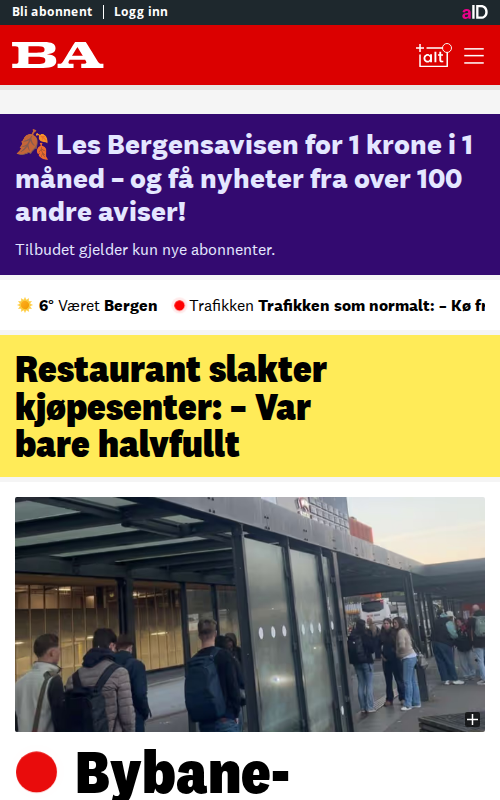 Bli abonnent | Logg inn
aID
BA
alt
Les Bergensavisen for 1 krone i 1
måned – og få nyheter fra over 100
andre aviser!
Tilbudet gjelder kun nye abonnenter.
6° Været Bergen Trafikken Trafikken som normalt: – Kø fr
Restaurant slakter
kjøpesenter: – Var
bare halvfullt
Bybane-